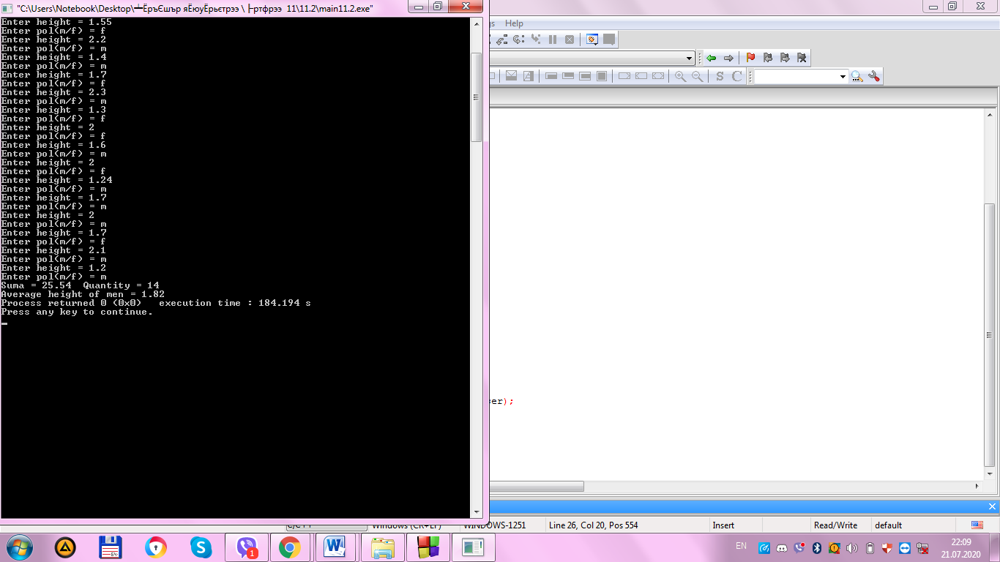 "C:\Users\Notebook\Desktop\┴ЁръЄшър яЁюуЁрьєтрээ \ ├ртфрээ 11\11.2\main11.2.exe"
Help
Enter height = 1.55
Enter pol(m/f) = f
Enter height = 2.2
Enter pol(m/f) = m
Enter height = 1.4
Enter pol(m/f) = m
Enter height = 1.7
Enter pol(m/f) = f
Enter height = 2.3
Enter pol(m/f) = m
Enter height = 1.3
Enter pol(m/f) = f
Enter height = 2
Enter pol(m/f) = f
Enter height = 1.6
Enter pol(m/f) = m
Enter height = 2
Enter pol(m/f) = f
Enter height = 1.24
Enter pol(m/f) = m
Enter height = 1.7
Enter pol(m/f) = m
Enter height = 2
Enter pol(m/f) = m
Enter height = 1.7
Enter pol(m/f) = f
Enter height = 2.1
Enter pol(m/f) = m
Enter height = 1.2
Enter pol(m/f) = m
Suma = 25.54 Quantity = 14
Average height of men = 1.82
Process returned 0 (0x0) execution time : 184.194 s
Press any key to continue.
S C
ser);
WINDOWS-1251 Line 26, Col 20, Pos 554 Insert Read/Write default
64
1
EN
22:09
21.07.2020